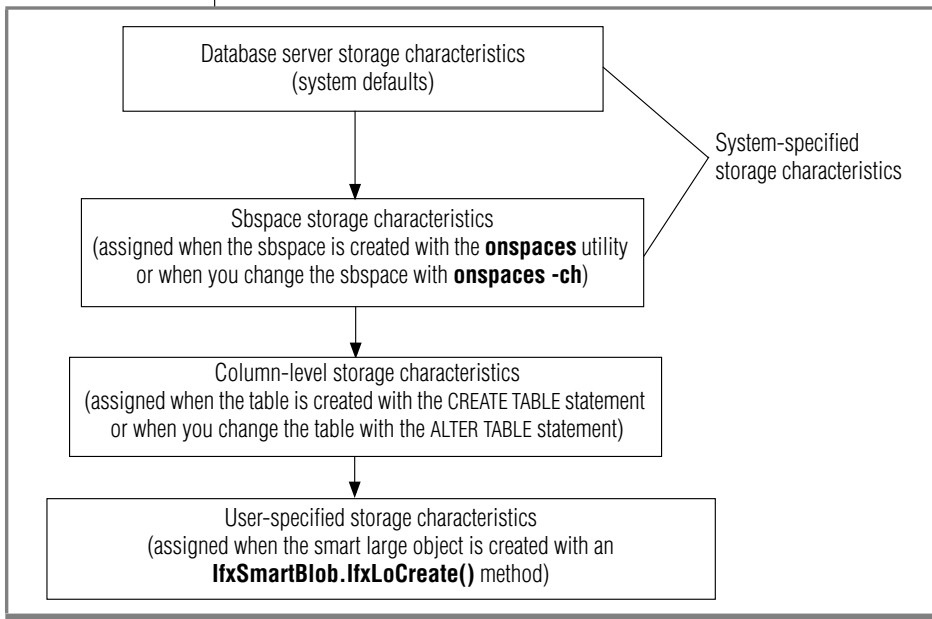 Database server storage characteristics
(system defaults)
System-specified
storage characteristics
Sbspace storage characteristics
(assigned when the sbspace is created with the onspaces utility
or when you change the sbspace with onspaces -ch)
Column-level storage characteristics
(assigned when the table is created with the CREATE TABLE statement
or when you change the table with the ALTER TABLE statement)
User-specified storage characteristics
(assigned when the smart large object is created with an
IfxSmartBlob.IfxLoCreate() method)